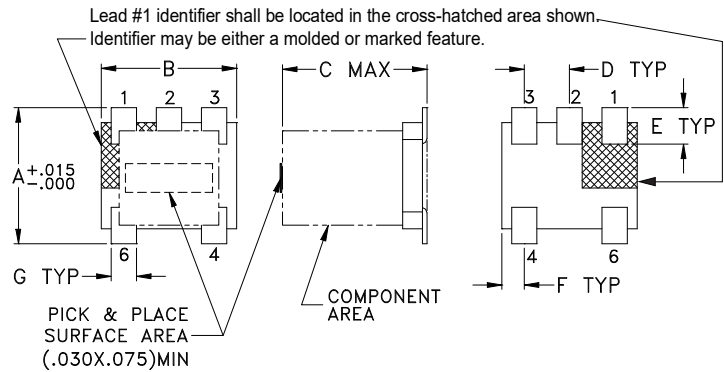 Lead #1 identifier shall be located in the cross-hatched area shown.
Identifier may be either a molded or marked feature.
B
C MAX
D TYP
1 2 3
3 2 1
E TYP
A+.015
-.000
6 4
4 6
G TYP
F TYP
PICK & PLACE
SURFACE AREA
(.030X.075)MIN
COMPONENT
AREA